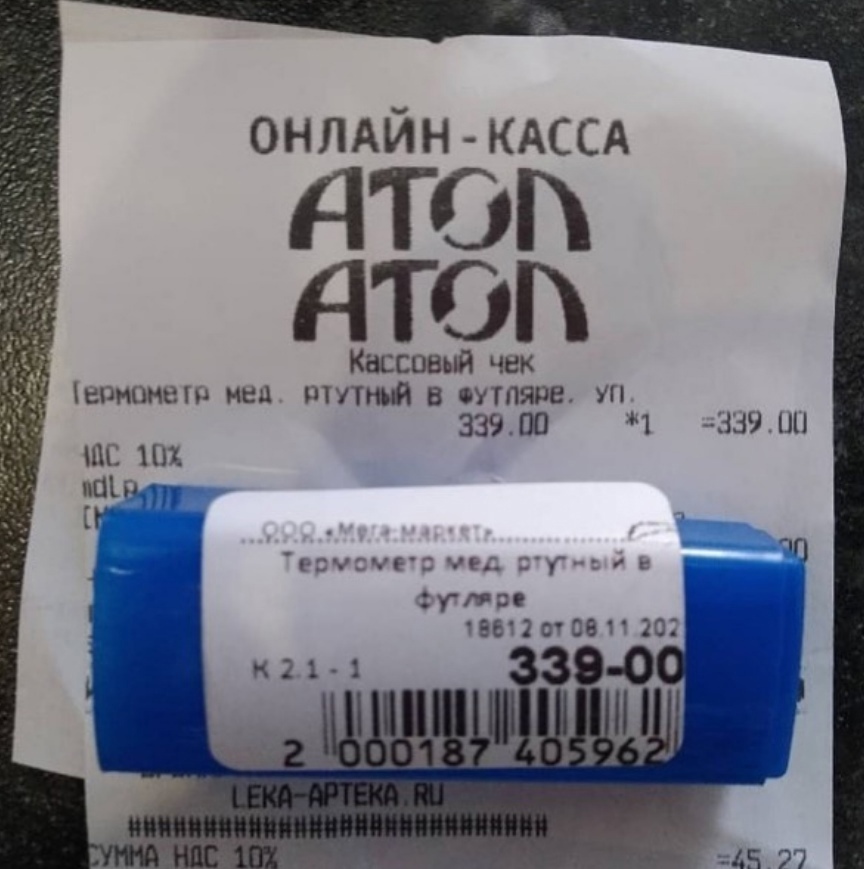 ОНЛАЙН-КАССА
АТОЛ
АТОЛ
Кассовый чек
Термометр мед. ртутный в футляре. уп.
339.00 *1 =339.00
НДС 10%
ООО «Мега-маркет»
Термометр мед. ртутный в
футляре
18612 от 08.11.202
К 2.1 - 1
339-00
2 000187 405962
LEKA-APTEKA.RU
############################
СУММА НДС 10% =45.27